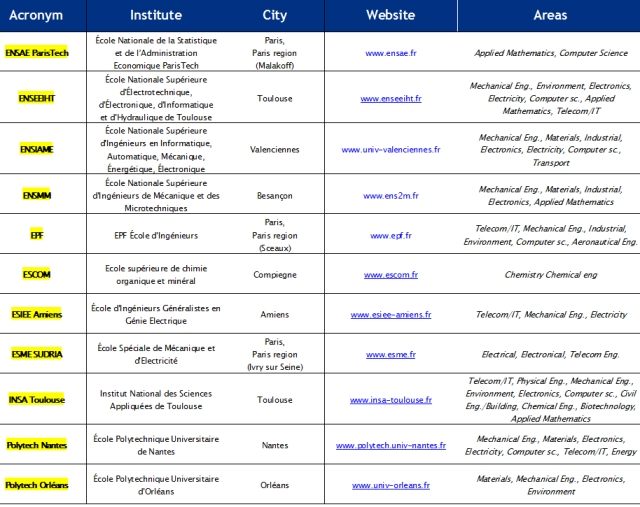 Acronym Institute City Website Areas
École Nationale de la Statistique
et de l'Administration
Economique ParisTech
ENSAE ParisTech
Paris,
Paris region
(Malakoff)
www.ensae.fr
Applied Mathematics, Computer Science
ENSEEIHT
École Nationale Supérieure
d'Électrotechnique,
d'Électronique, d'Informatique
et d'Hydraulique de Toulouse
Toulouse
www.enseeiht.fr
Mechanical Eng., Environment, Electronics,
Electricity, Computer sc., Applied
Mathematics, Telecom/IT
ENSIAME
École Nationale Supérieure
d'Ingénieurs en Informatique,
Automatique, Mécanique,
Énergétique, Électronique
Valenciennes
www.univ-valenciennes.fr
Mechanical Eng., Materials, Industrial,
Electronics, Electricity, Computer sc.,
Transport
ENSMM
École Nationale Supérieure
d'Ingénieurs de Mécanique et des
Microtechniques
Besançon
www.ens2m.fr
Mechanical Eng., Materials, Industrial,
Electronics, Applied Mathematics
EPF
EPF École d'Ingénieurs
Paris,
Paris region
(Sceaux)
www.epf.fr
Telecom/IT, Mechanical Eng., Industrial,
Environment, Computer sc., Aeronautical Eng.
ESCOM
Ecole supérieure de chimie
organique et minéral
Compiegne
www.escom.fr
Chemistry Chemical eng
ESIEE Amiens
École d'Ingénieurs Généralistes en
Génie Electrique
Amiens
www.esiee-amiens.fr
Telecom/IT, Mechanical Eng., Electricity
ESME SUDRIA
École Spéciale de Mécanique et
d'Electricité
Paris,
Paris region
(Ivry sur Seine)
www.esme.fr
Electrical, Electronical, Telecom Eng.
INSA Toulouse
Institut National des Sciences
Appliquées de Toulouse
Toulouse
www.insa-toulouse.fr
Telecom/IT, Physical Eng., Mechanical Eng.,
Environment, Electronics, Computer sc., Civil
Eng./Building, Chemical Eng., Biotechnology,
Applied Mathematics
Polytech Nantes
École Polytechnique Universitaire
de Nantes
Nantes
www.polytech.univ-nantes.fr
Mechanical Eng., Materials, Electronics,
Electricity, Computer sc., Telecom/IT, Energy
Polytech Orléans
École Polytechnique Universitaire
d'Orléans
Orléans
www.univ-orleans.fr
Materials, Mechanical Eng., Electronics,
Environment